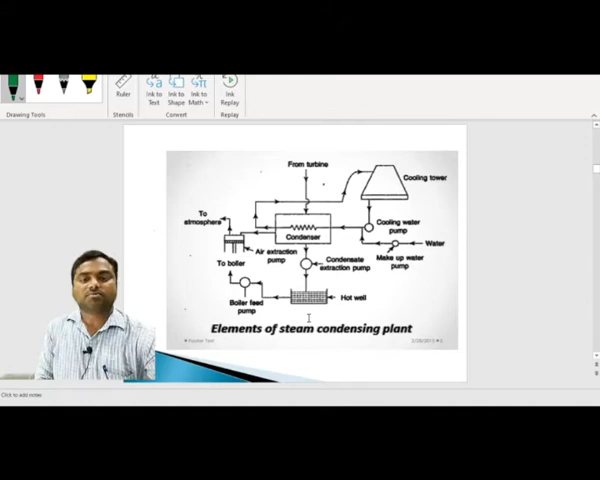 Ruler
Ink to
Text
Ink to
Shape
Ink to
Math
Ink
Replay
Drawing Tools
Stencils
Convert
Replay
From turbine
Cooling tower
To
atmosphere
Cooling water
pump
Condenser
Water
Air extraction
pump
Make up water
pump
To boiler
Condensate
extraction pump
Boiler feed
pump
Hot well
Elements of steam condensing plant
Footer Text
Click to add notes